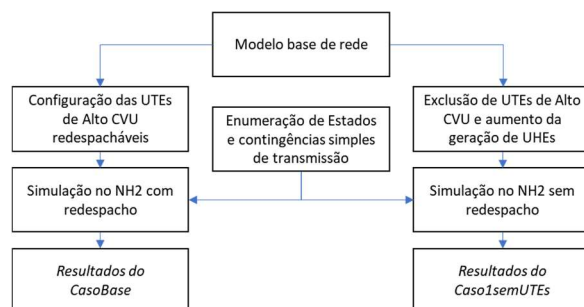 Modelo base de rede
Configuração das UTEs
de Alto CVU
redespacháveis
Enumeração de Estados
e contingências simples
de transmissão
Exclusão de UTEs de Alto
CVU e aumento da
geração de UHEs
Simulação no NH2 com
redespacho
Simulação no NH2 sem
redespacho
Resultados do
CasoBase
Resultados do
Caso1semUTEs